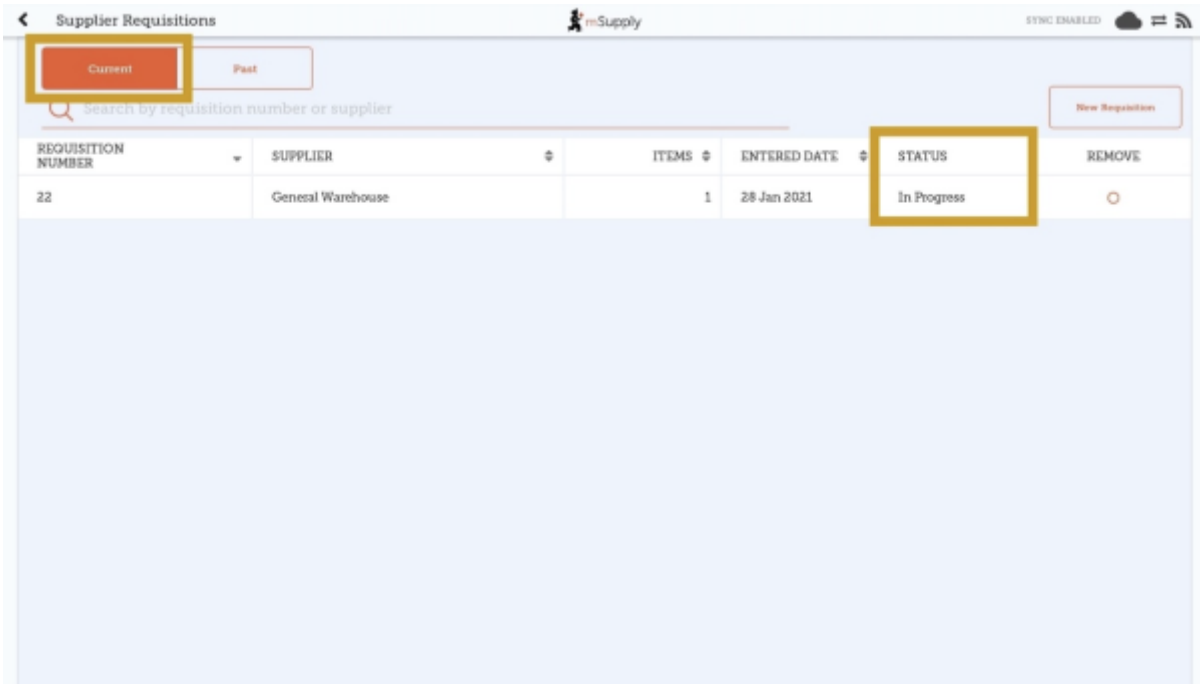 Supplier Requisitions
mSupply
SYNC ENABLED
Current
Past
Search by requisition number or supplier
New Requisition
REQUISITION
NUMBER
SUPPLIER
ITEMS
ENTERED DATE
STATUS
REMOVE
22
General Warehouse
1
28 Jan 2021
In Progress